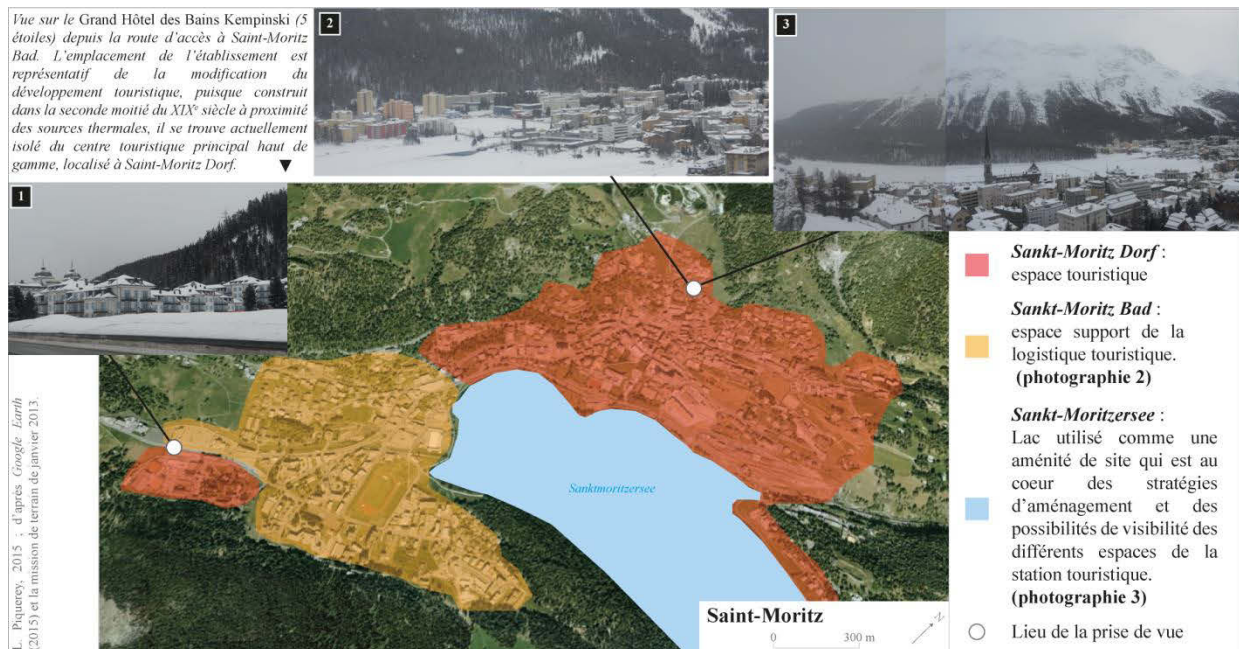 Vue sur le Grand Hôtel des Bains Kempinski (5
étoiles) depuis la route d'accès à Saint-Moritz
Bad. L'emplacement de l'établissement est
représentatif de la modification du
développement touristique, puisque construit
dans la seconde moitié du XIXe siècle à proximité
des sources thermales, il se trouve actuellement
isolé du centre touristique principal haut de
gamme, localisé à Saint-Moritz Dorf. ▼
2
3
1
Sankt-Moritz Dorf :
espace touristique
Sankt-Moritz Bad :
espace support de la
logistique touristique.
(photographie 2)
Sankt-Moritzersee :
Lac utilisé comme une
aménité de site qui est au
coeur des stratégies
d'aménagement et des
possibilités de visibilité des
différents espaces de la
station touristique.
(photographie 3)
Lieu de la prise de vue
Sanktmoritzersee
Saint-Moritz
0 300 m
N
L. Piquerey, 2015 ; d'après Google Earth
(2015) et la mission de terrain de janvier 2013.